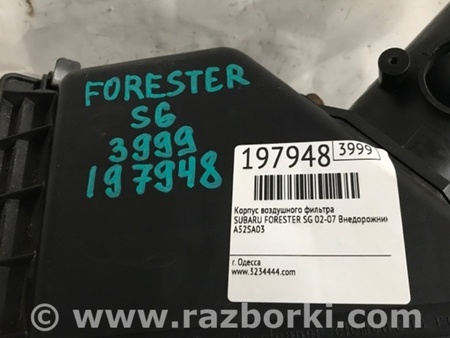 FORESTER
SG
3999
197948
197948 3999
Корпус воздушного фильтра
SUBARU FORESTER SG 02-07 Внедорожник
A52SA03
г. Одесса
www.3234444.com
© www.razborki.com